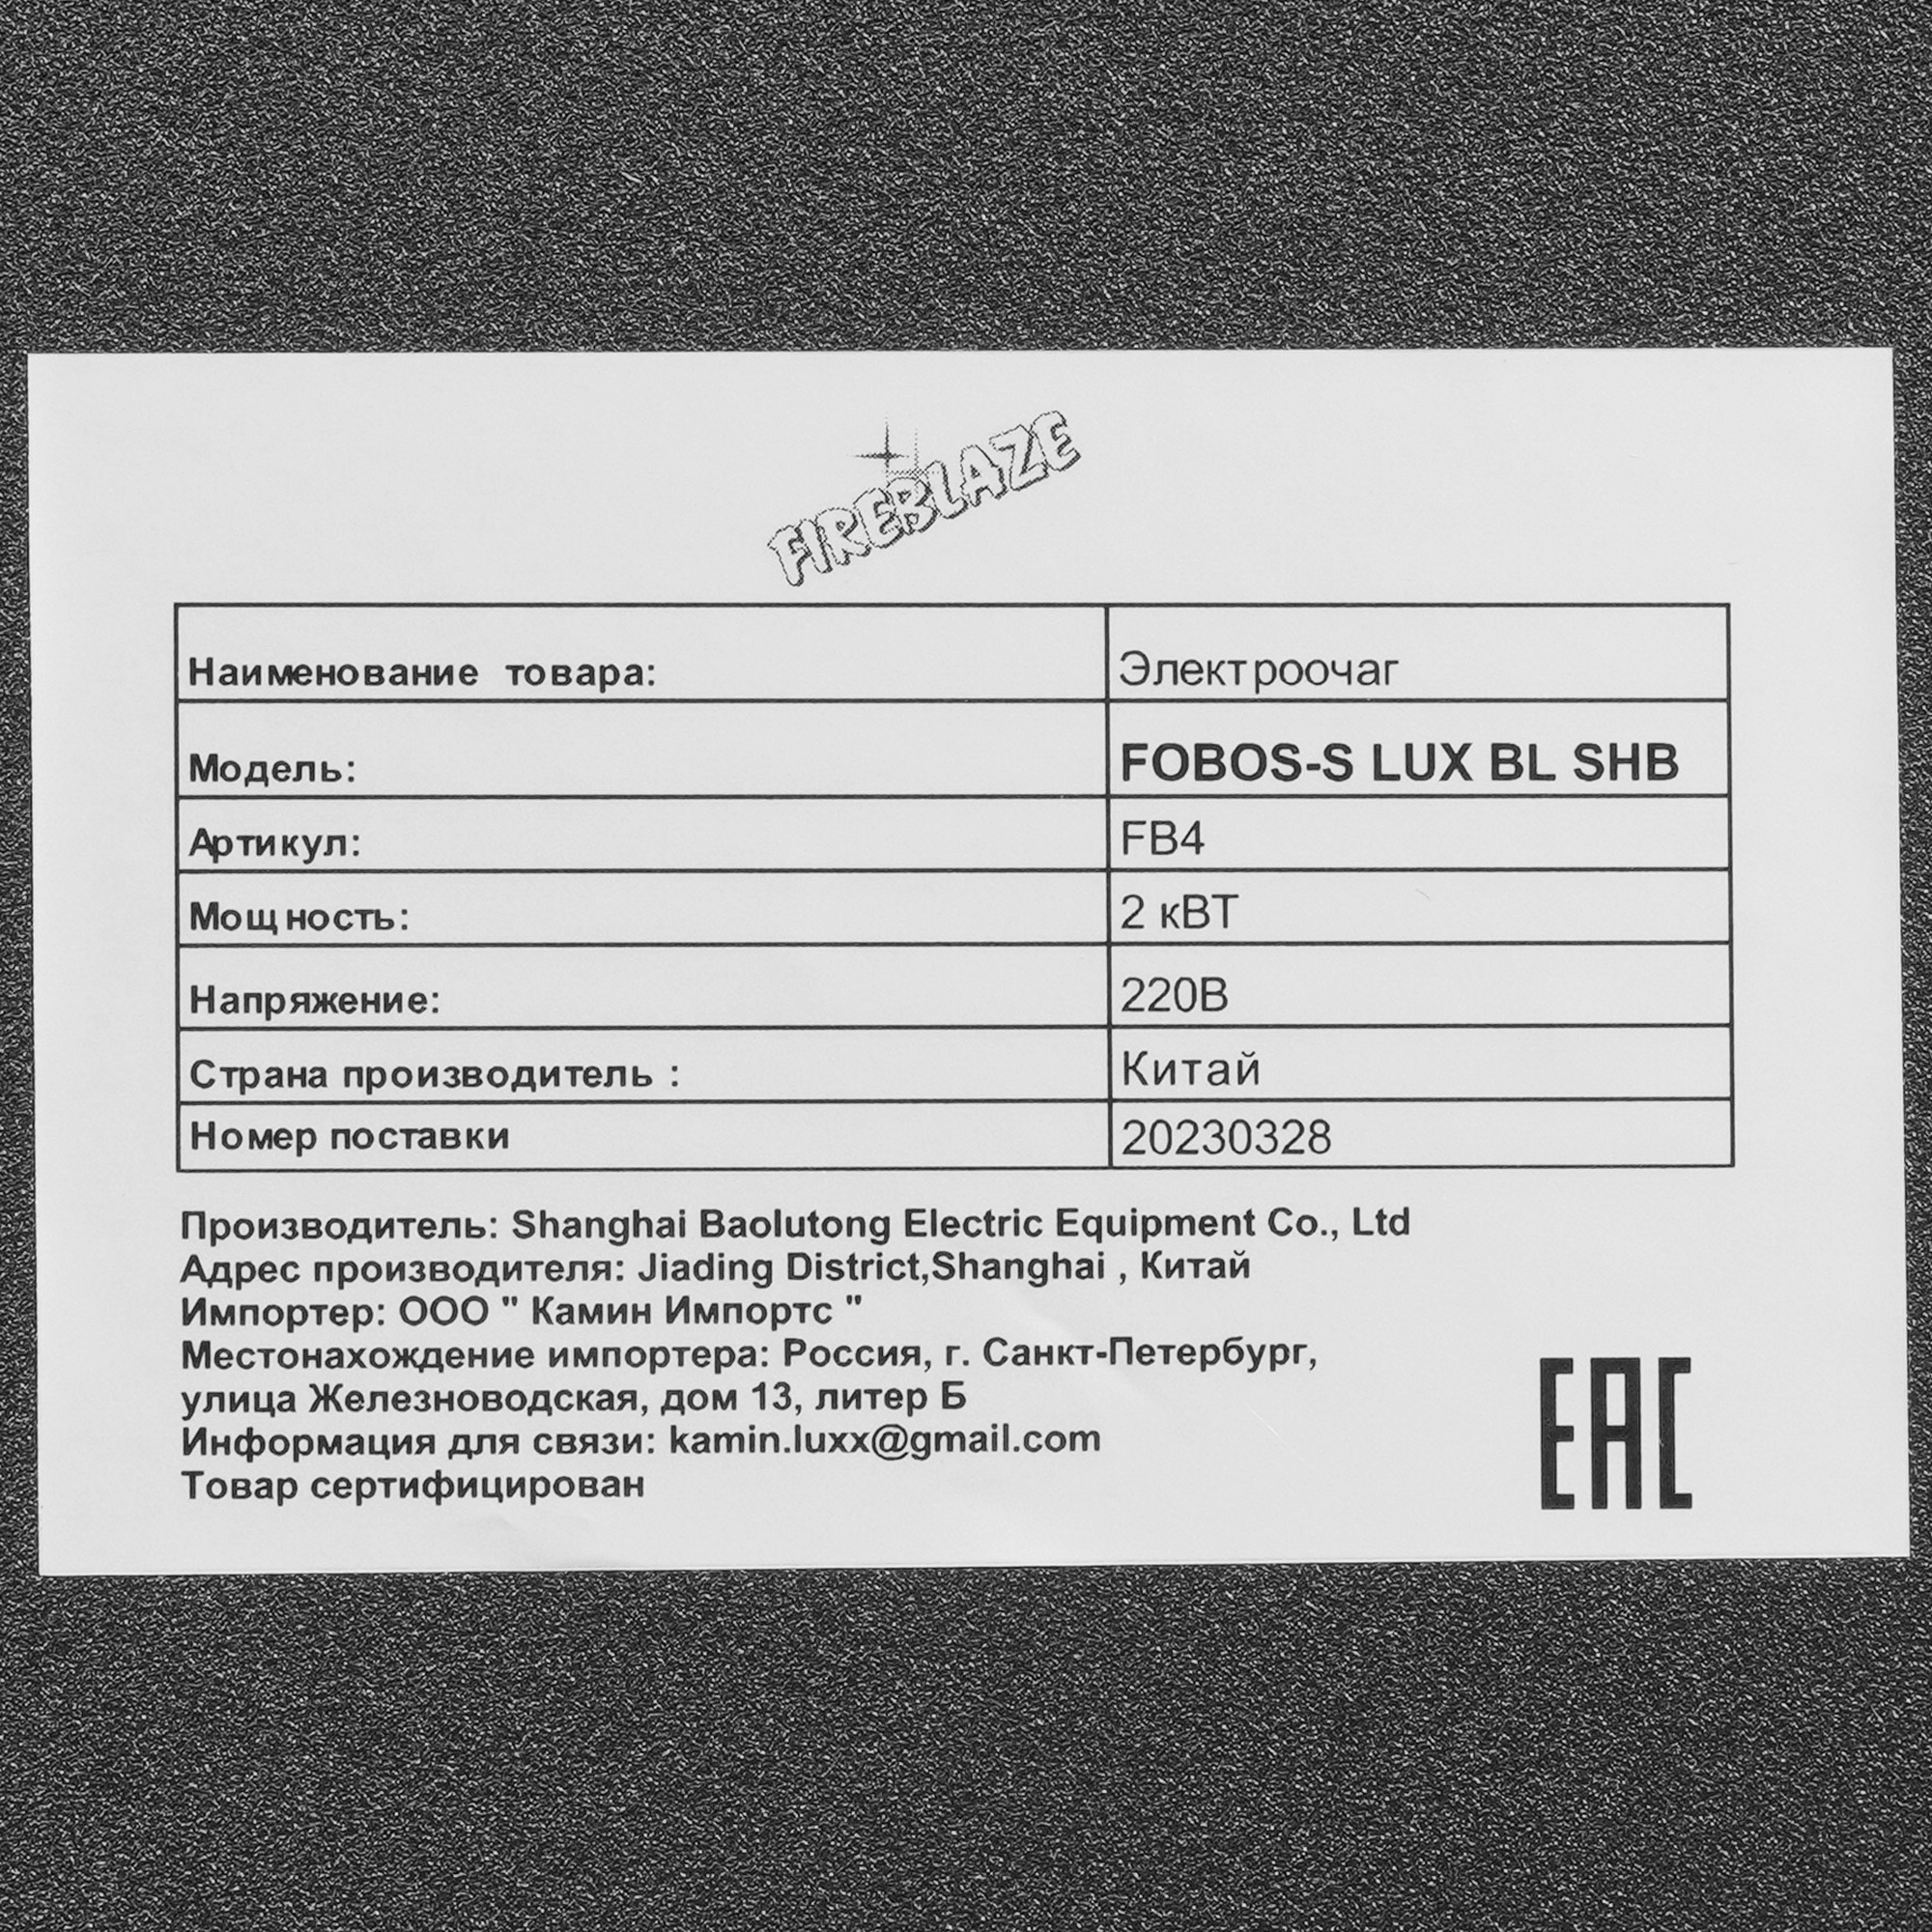 FIREBLAZE
Наименование товара: Электроочаг
Модель: FOBOS-S LUX BL SHB
Артикул: FB4
Мощность: 2 кВТ
Напряжение: 220В
Страна производитель : Китай
Номер поставки 20230328
Производитель: Shanghai Baolutong Electric Equipment Co., Ltd
Адрес производителя: Jiading District,Shanghai , Китай
Импортер: ООО " Камин Импортс "
Местонахождение импортера: Россия, г. Санкт-Петербург,
улица Железноводская, дом 13, литер Б
Информация для связи: kamin.luxx@gmail.com
Товар сертифицирован
EAC